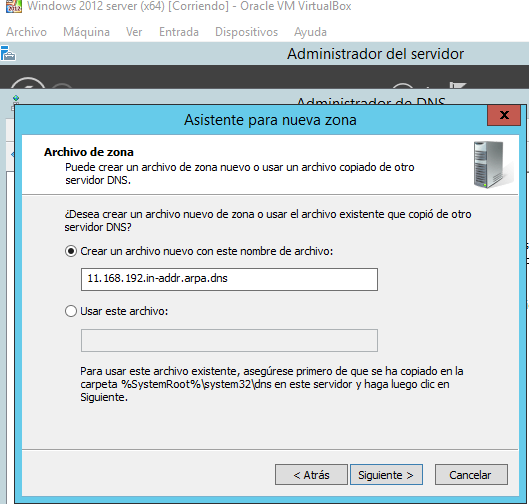 Windows 2012 server (x64) [Corriendo] - Oracle VM VirtualBox
Archivo Máquina Ver Entrada Dispositivos Ayuda
Administrador del servidor
Administrador de DNS
Asistente para nueva zona
x
Archivo de zona
Puede crear un archivo de zona nuevo o usar un archivo copiado de otro
servidor DNS.
¿Desea crear un archivo nuevo de zona o usar el archivo existente que copió de otro
servidor DNS?
Crear un archivo nuevo con este nombre de archivo:
11.168.192.in-addr.arpa.dns
Usar este archivo:
Para usar este archivo existente, asegúrese primero de que se ha copiado en la
carpeta %SystemRoot%\system32\dns en este servidor y haga luego clic en
Siguiente.
< Atrás Siguiente > Cancelar